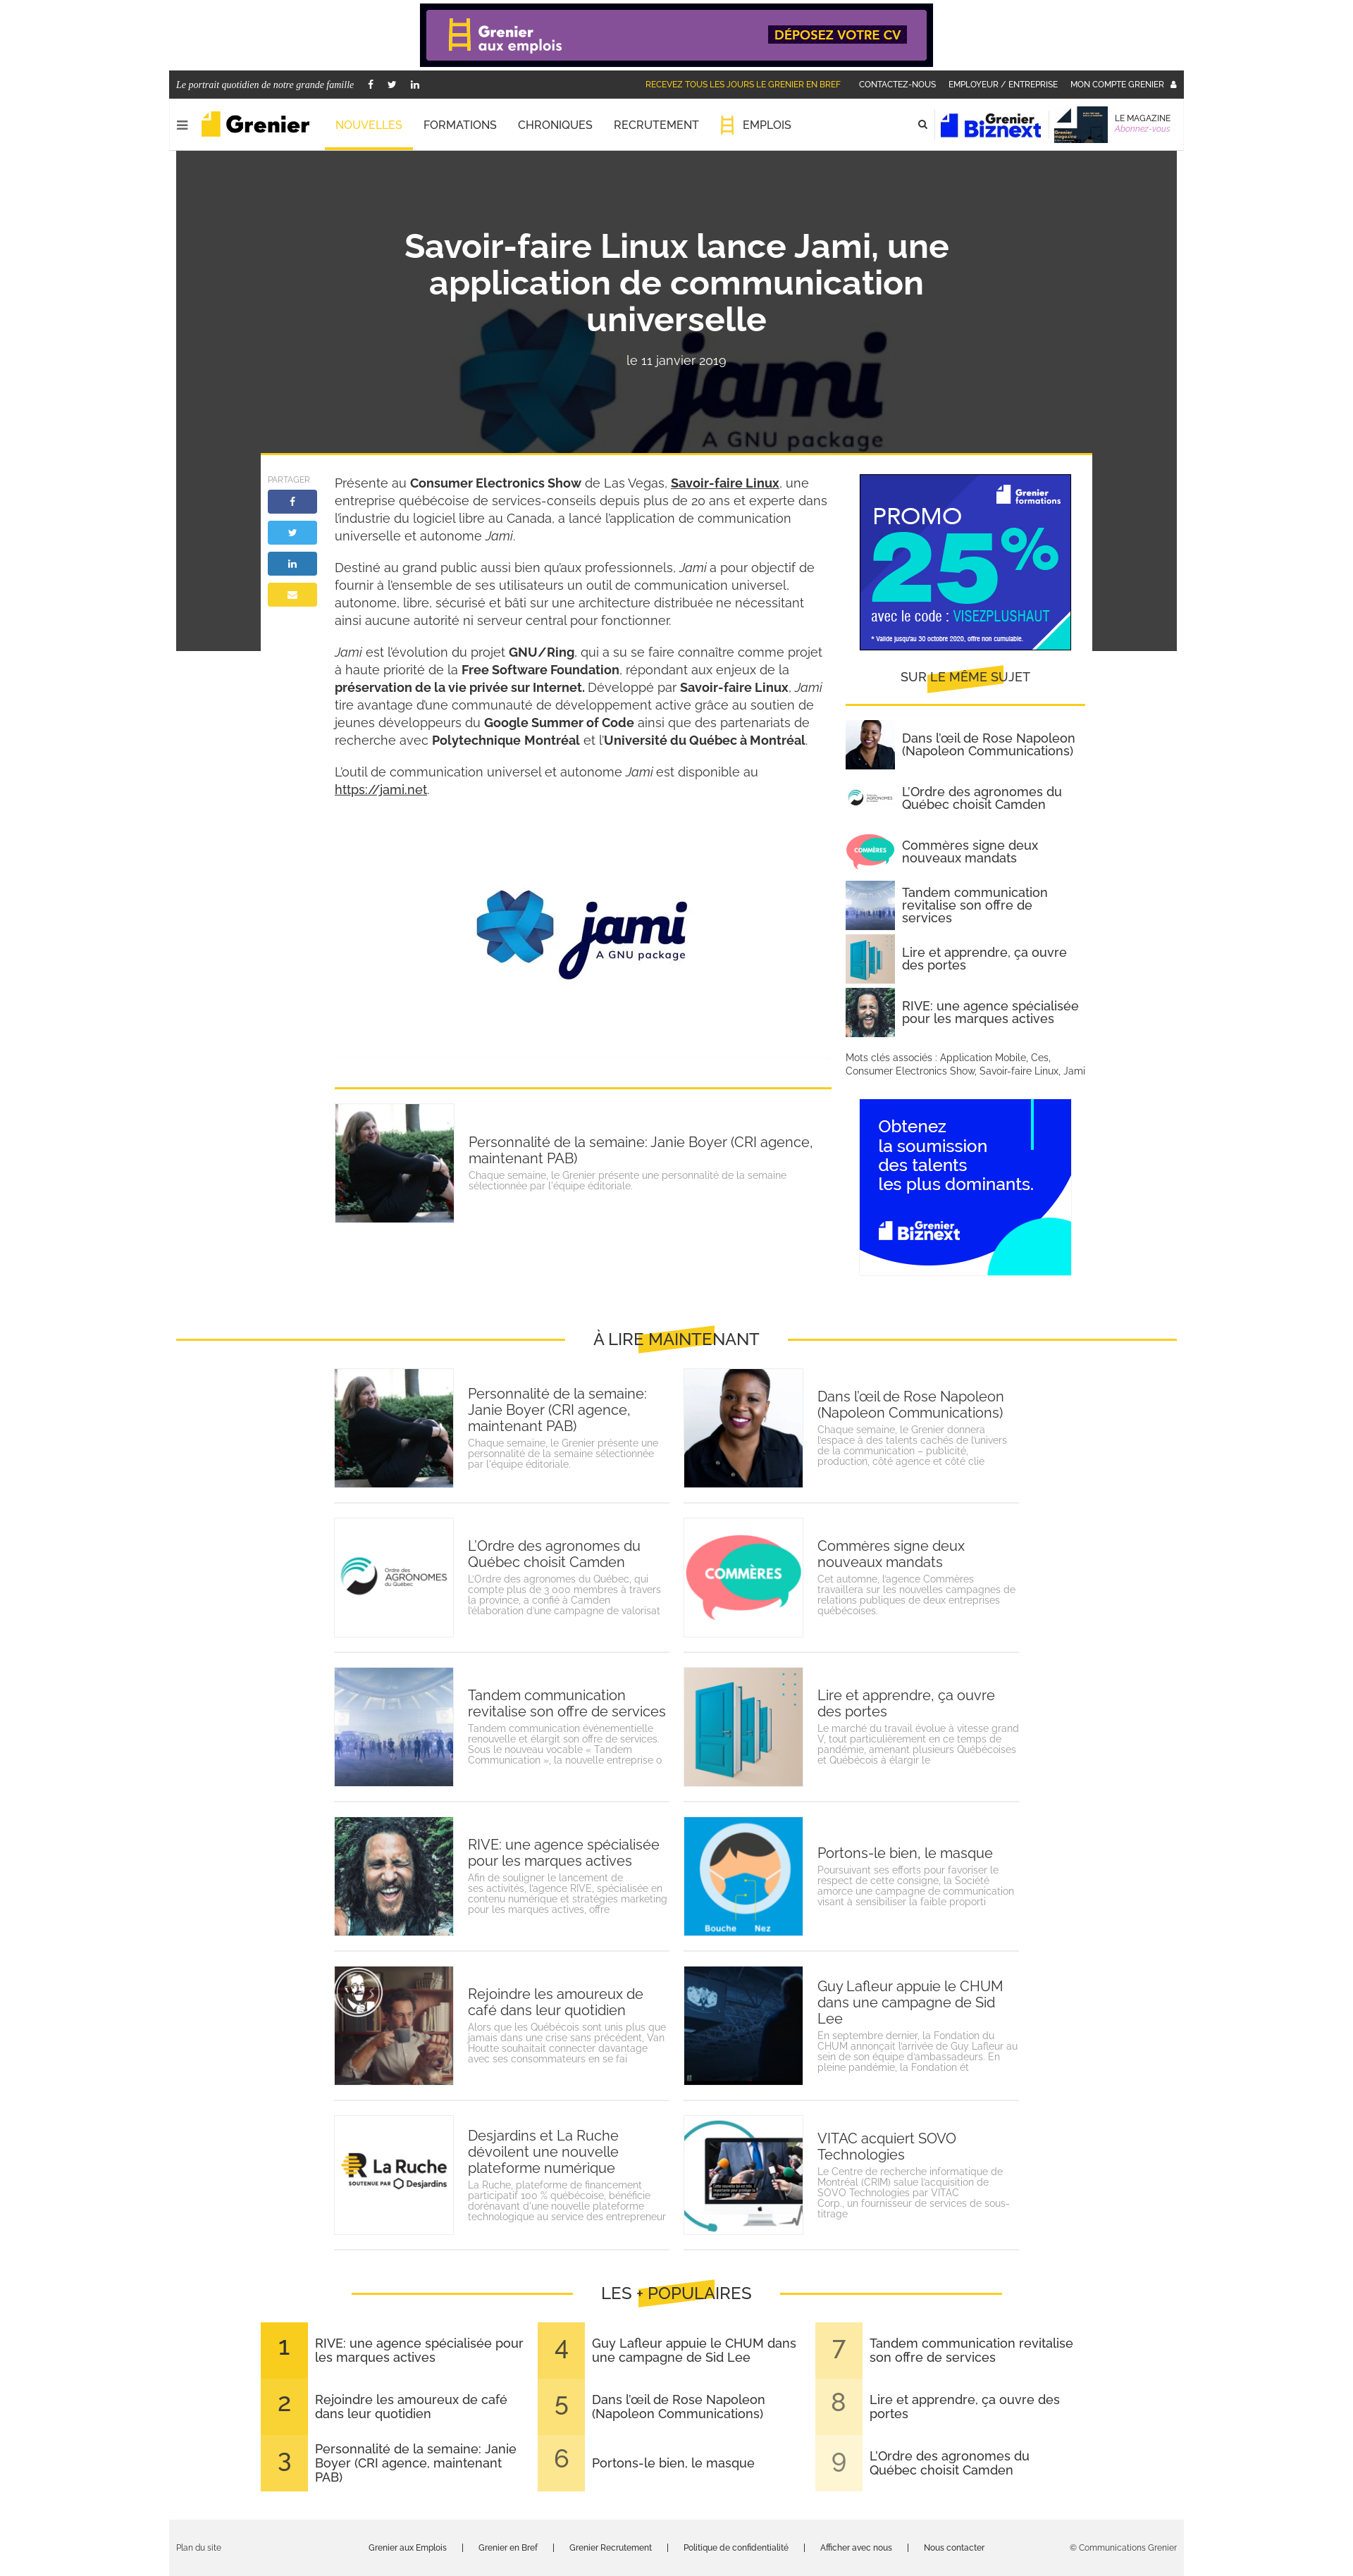 Grenier
aux emplois
DÉPOSEZ VOTRE CV
Le portrait quotidien de notre grande famille
RECEVEZ TOUS LES JOURS LE GRENIER EN BREF
CONTACTEZ-NOUS
EMPLOYEUR / ENTREPRISE
MON COMPTE GRENIER
Grenier
NOUVELLES
FORMATIONS
CHRONIQUES
RECRUTEMENT
EMPLOIS
Grenier
Biznext
LE MAGAZINE
Abonnez-vous
Savoir-faire Linux lance Jami, une
application de communication
universelle
le 11 janvier 2019
jami
A GNU package
PARTAGER
Présente au Consumer Electronics Show de Las Vegas, Savoir-faire Linux, une
entreprise québécoise de services-conseils depuis plus de 20 ans et experte dans
l'industrie du logiciel libre au Canada, a lancé l'application de communication
universelle et autonome Jami.
Destiné au grand public aussi bien qu'aux professionnels, Jami a pour objectif de
fournir à l'ensemble de ses utilisateurs un outil de communication universel,
autonome, libre, sécurisé et bâti sur une architecture distribuée ne nécessitant
ainsi aucune autorité ni serveur central pour fonctionner.
Jami est l'évolution du projet GNU/Ring, qui a su se faire connaître comme projet
à haute priorité de la Free Software Foundation, répondant aux enjeux de la
préservation de la vie privée sur Internet. Développé par Savoir-faire Linux, Jami
tire avantage d'une communauté de développement active grâce au soutien de
jeunes développeurs du Google Summer of Code ainsi que des partenariats de
recherche avec Polytechnique Montréal et l'Université du Québec à Montréal.
L'outil de communication universel et autonome Jami est disponible au
https://jami.net.
jami
A GNU package
Personnalité de la semaine: Janie Boyer (CRI agence,
maintenant PAB)
Chaque semaine, le Grenier présente une personnalité de la semaine
sélectionnée par l'équipe éditoriale.
Grenier
formations
PROMO
25%
avec le code : VISEZPLUSHAUT
* Valide jusqu'au 30 octobre 2020, offre non cumulable.
SUR LE MÊME SUJET
Dans l'œil de Rose Napoleon
(Napoleon Communications)
L'Ordre des agronomes du
Québec choisit Camden
COMMÈRES
Commères signe deux
nouveaux mandats
Tandem communication
revitalise son offre de
services
Lire et apprendre, ça ouvre
des portes
RIVE: une agence spécialisée
pour les marques actives
Mots clés associés : Application Mobile, Ces,
Consumer Electronics Show, Savoir-faire Linux, Jami
Obtenez
la soumission
des talents
les plus dominants.
Grenier
Biznext
À LIRE MAINTENANT
Personnalité de la semaine:
Janie Boyer (CRI agence,
maintenant PAB)
Chaque semaine, le Grenier présente une
personnalité de la semaine sélectionnée
par l'équipe éditoriale.
Dans l'œil de Rose Napoleon
(Napoleon Communications)
Chaque semaine, le Grenier donnera
l'espace à des talents cachés de l'univers
de la communication – publicité,
production, côté agence et côté clie
Ordre des
AGRONOMES
du Québec
L'Ordre des agronomes du
Québec choisit Camden
L'Ordre des agronomes du Québec, qui
compte plus de 3 000 membres à travers
la province, a confié à Camden
l'élaboration d'une campagne de valorisat
COMMÈRES
Commères signe deux
nouveaux mandats
Cet automne, l'agence Commères
travaillera sur les nouvelles campagnes de
relations publiques de deux entreprises
québécoises.
Tandem communication
revitalise son offre de services
Tandem communication événementielle
renouvelle et élargit son offre de services.
Sous le nouveau vocable « Tandem
Communication », la nouvelle entreprise o
Lire et apprendre, ça ouvre
des portes
Le marché du travail évolue à vitesse grand
V, tout particulièrement en ce temps de
pandémie, amenant plusieurs Québécoises
et Québécois à élargir le
RIVE: une agence spécialisée
pour les marques actives
Afin de souligner le lancement de
ses activités, l'agence RIVE, spécialisée en
contenu numérique et stratégies marketing
pour les marques actives, offre
Bouche Nez
Portons-le bien, le masque
Poursuivant ses efforts pour favoriser le
respect de cette consigne, la Société
amorce une campagne de communication
visant à sensibiliser la faible proporti
Rejoindre les amoureux de
café dans leur quotidien
Alors que les Québécois sont unis plus que
jamais dans une crise sans précédent, Van
Houtte souhaitait connecter davantage
avec ses consommateurs en se fai
Guy Lafleur appuie le CHUM
dans une campagne de Sid
Lee
En septembre dernier, la Fondation du
CHUM annonçait l'arrivée de Guy Lafleur au
sein de son équipe d'ambassadeurs. En
pleine pandémie, la Fondation ét
La Ruche
SOUTENUE PAR Desjardins
Desjardins et La Ruche
dévoilent une nouvelle
plateforme numérique
La Ruche, plateforme de financement
participatif 100 % québécoise, bénéficie
dorénavant d'une nouvelle plateforme
technologique au service des entrepreneur
VITAC acquiert SOVO
Technologies
Le Centre de recherche informatique de
Montréal (CRIM) salue l'acquisition de
SOVO Technologies par VITAC
Corp., un fournisseur de services de sous-
titrage
LES + POPULAIRES
1
RIVE: une agence spécialisée pour
les marques actives
2
Rejoindre les amoureux de café
dans leur quotidien
3
Personnalité de la semaine: Janie
Boyer (CRI agence, maintenant
PAB)
4
Guy Lafleur appuie le CHUM dans
une campagne de Sid Lee
5
Dans l'œil de Rose Napoleon
(Napoleon Communications)
6
Portons-le bien, le masque
7
Tandem communication revitalise
son offre de services
8
Lire et apprendre, ça ouvre des
portes
9
L'Ordre des agronomes du
Québec choisit Camden
Plan du site
Grenier aux Emplois | Grenier en Bref | Grenier Recrutement | Politique de confidentialité | Afficher avec nous | Nous contacter
© Communications Grenier